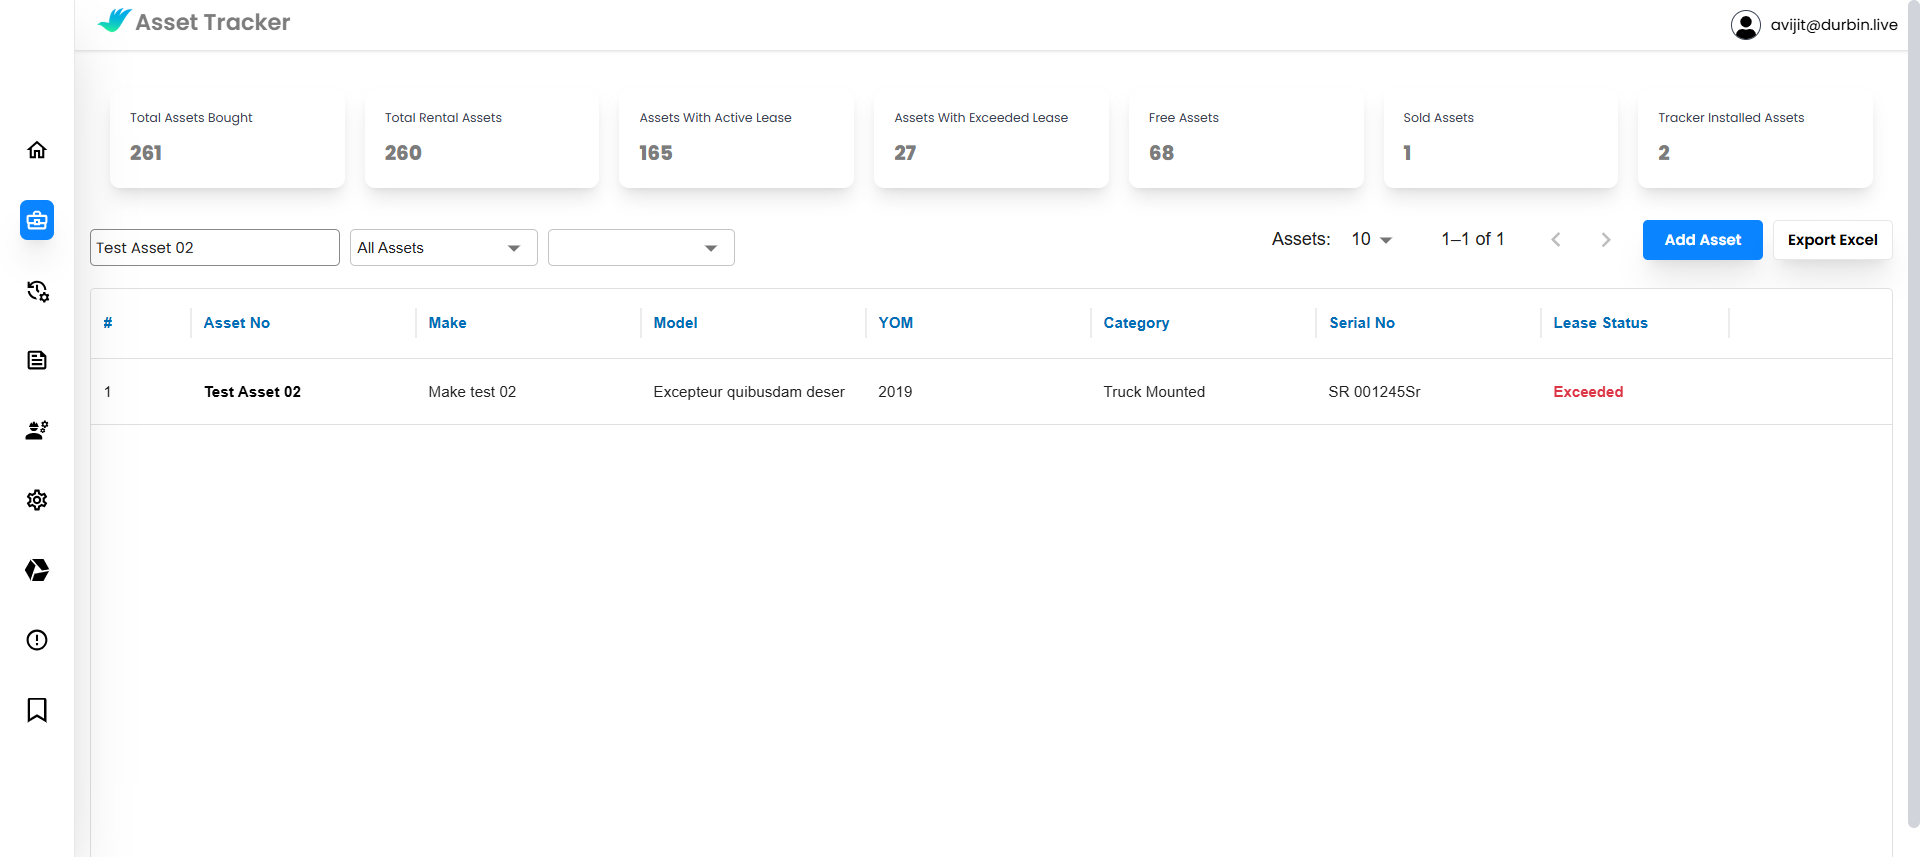 Asset Tracker
avijit@durbin.live
Total Assets Bought
261
Total Rental Assets
260
Assets With Active Lease
165
Assets With Exceeded Lease
27
Free Assets
68
Sold Assets
1
Tracker Installed Assets
2
Test Asset 02
All Assets
Assets: 10 1–1 of 1
Add Asset
Export Excel
# Asset No Make Model YOM Category Serial No Lease Status
1 Test Asset 02 Make test 02 Excepteur quibusdam deser 2019 Truck Mounted SR 001245Sr Exceeded